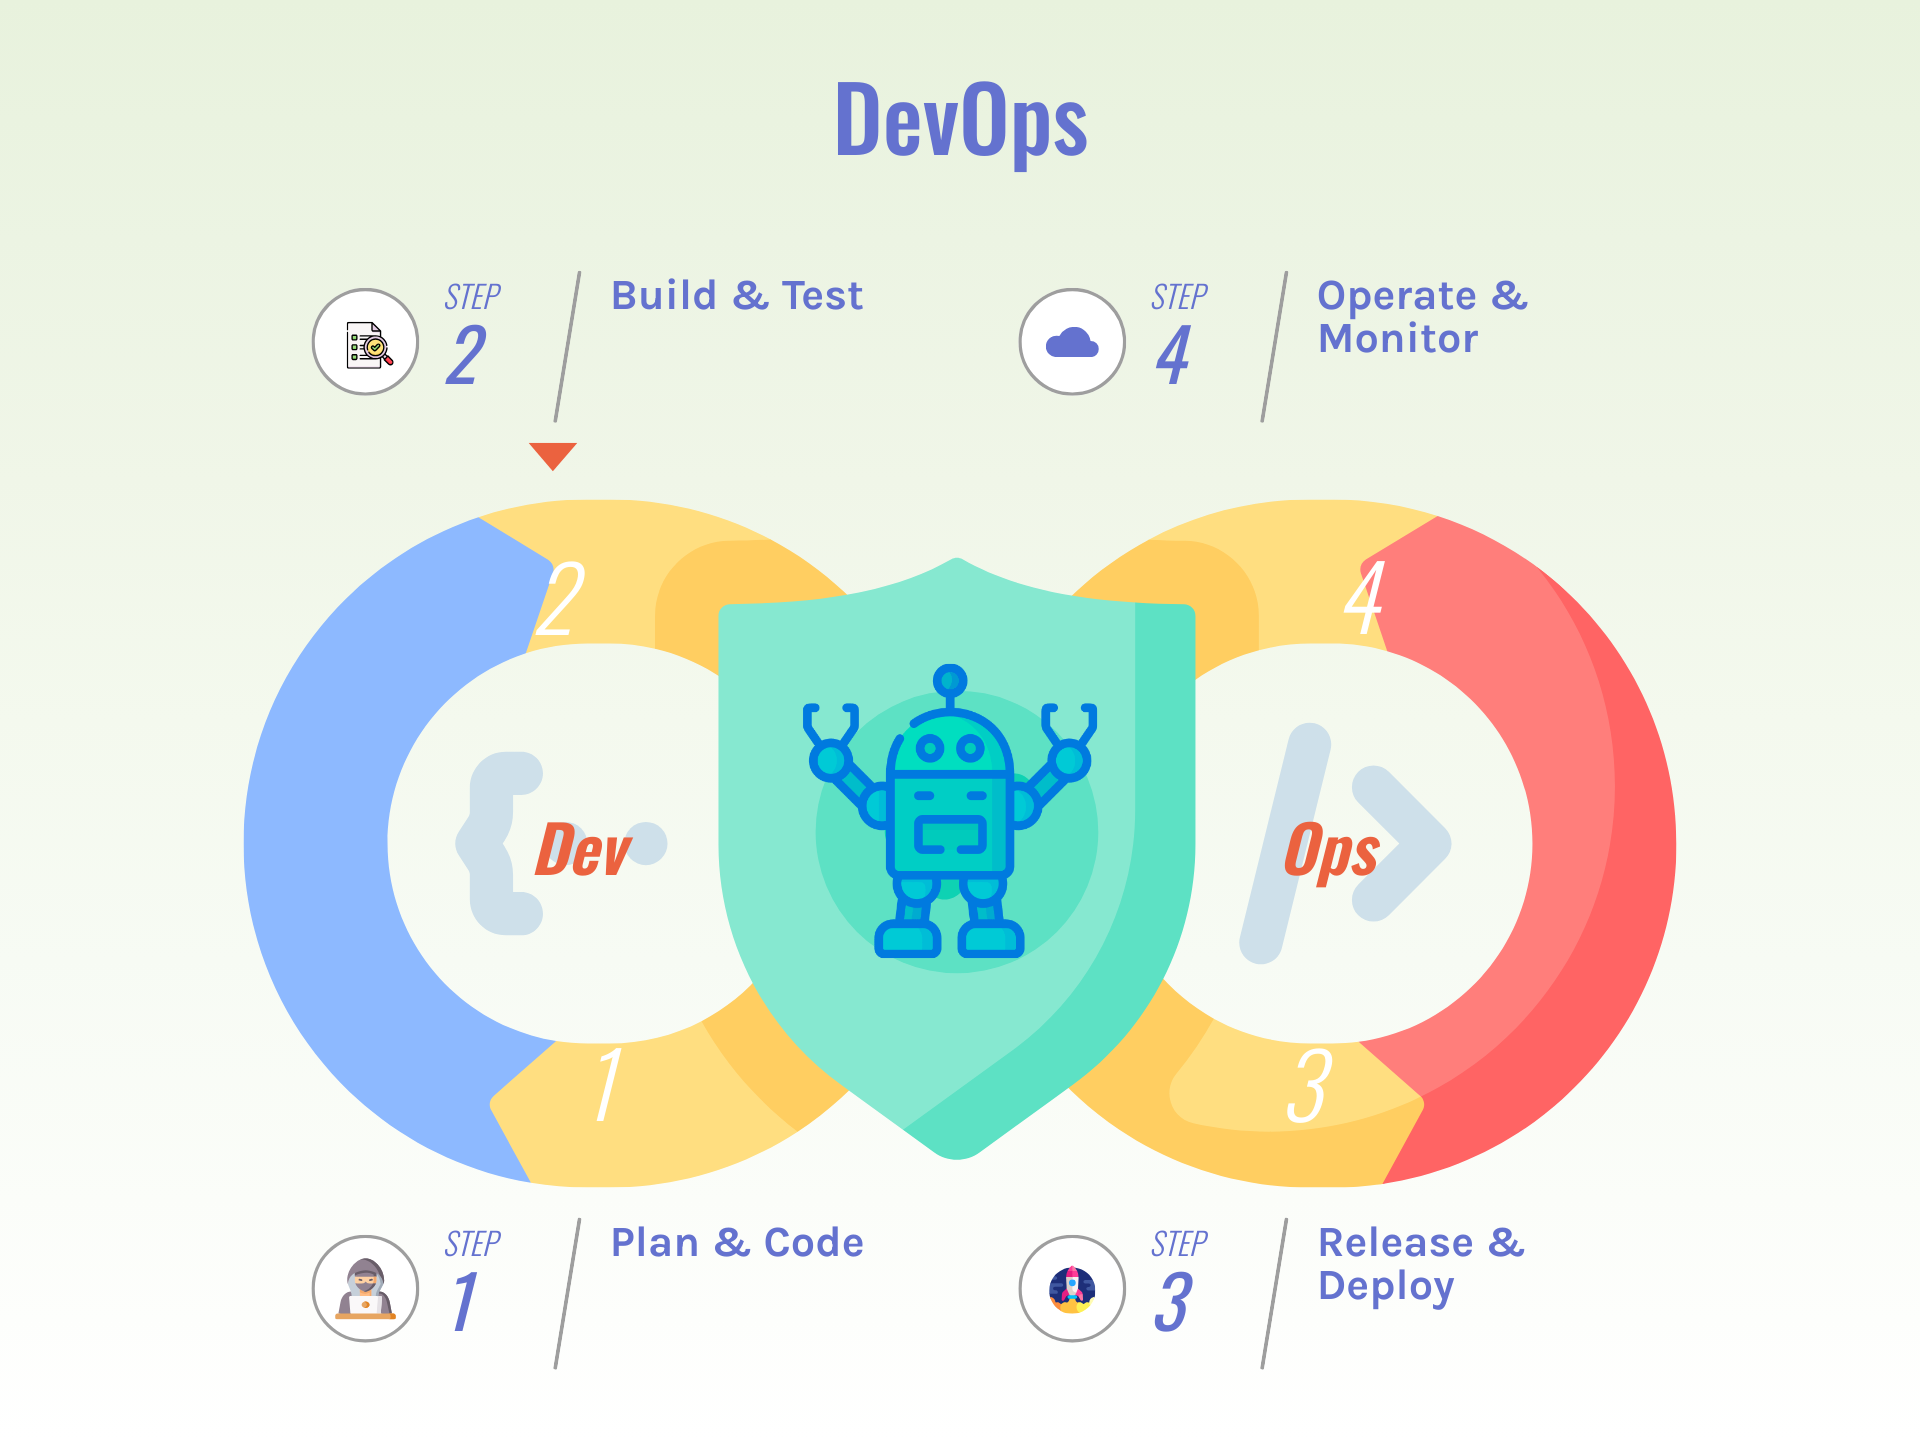 DevOps
STEP
2
Build & Test
STEP
4
Operate &
Monitor
2
4
Dev
Ops
1
3
STEP
1
Plan & Code
STEP
3
Release &
Deploy